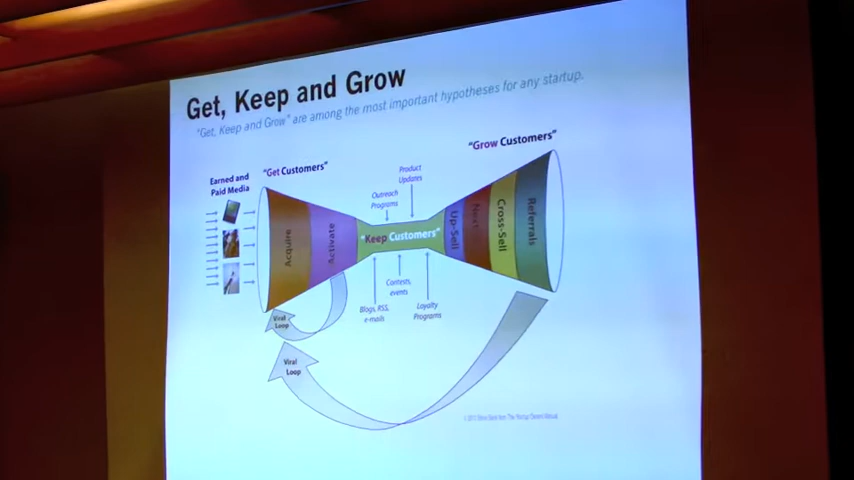 Get, Keep and Grow
"Get, Keep and Grow" are among the most important hypotheses for any startup.
Earned and
Paid Media
"Get Customers"
Product
Updates
"Grow Customers"
Outreach
Programs
Acquire
Activate
"Keep Customers"
Up-Sell
Next
Cross-Sell
Referrals
Blogs, RSS,
e-mails
Contests,
events
Loyalty
Programs
Viral
Loop
Viral
Loop